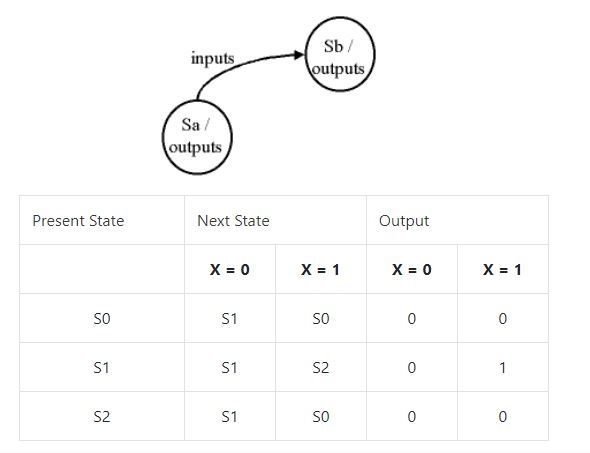 Sb /
inputs
outputs
Sa /
outputs
Present State Next State Output
X = 0 X = 1 X = 0 X = 1
S0 S1 S0 0 0
S1 S1 S2 0 1
S2 S1 S0 0 0